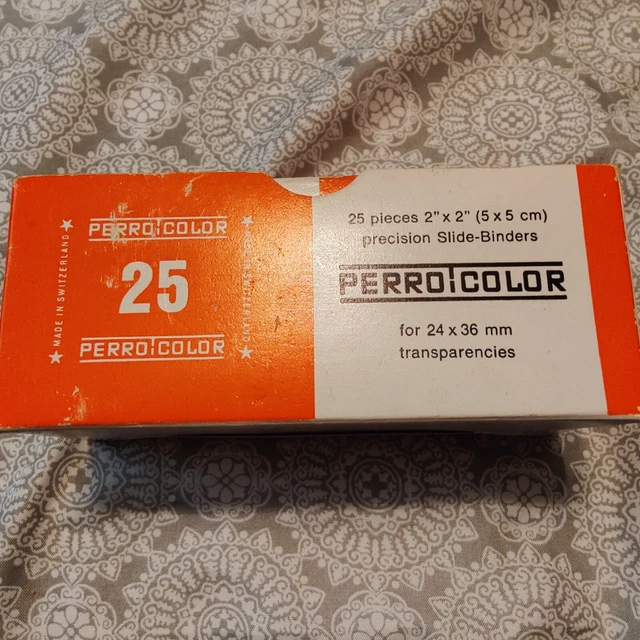 MADE IN SWITZERLAND
PERROTCOLOR
25
PERROTCOLOR
25 pieces 2" x 2" (5 x 5 cm)
precision Slide-Binders
PERROTCOLOR
for 24 x 36 mm
transparencies